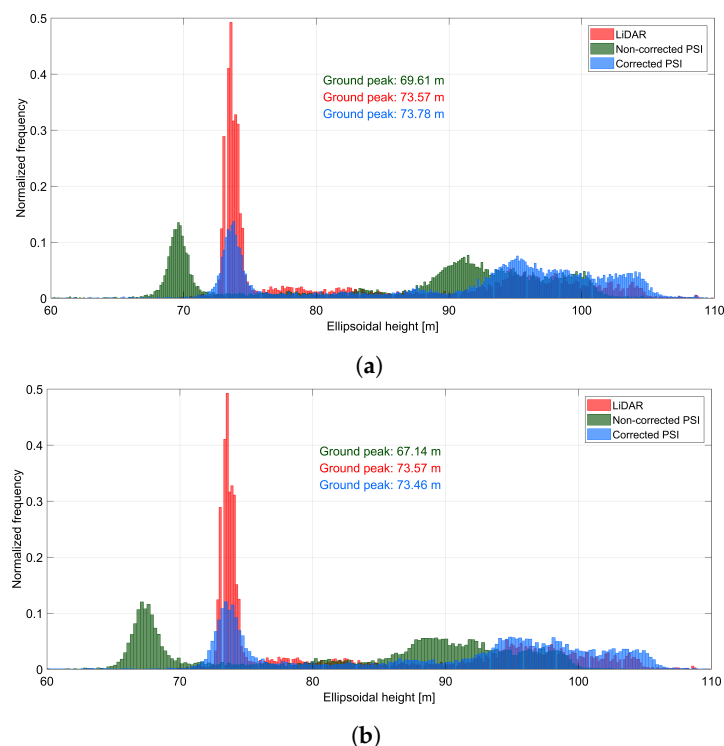 0.5
0.4
0.3
0.2
0.1
0
Normalized frequency
LiDAR
Non-corrected PSI
Corrected PSI
Ground peak: 69.61 m
Ground peak: 73.57 m
Ground peak: 73.78 m
60 70 80 90 100 110
Ellipsoidal height [m]
(a)
0.5
0.4
0.3
0.2
0.1
0
Normalized frequency
LiDAR
Non-corrected PSI
Corrected PSI
Ground peak: 67.14 m
Ground peak: 73.57 m
Ground peak: 73.46 m
60 70 80 90 100 110
Ellipsoidal height [m]
(b)